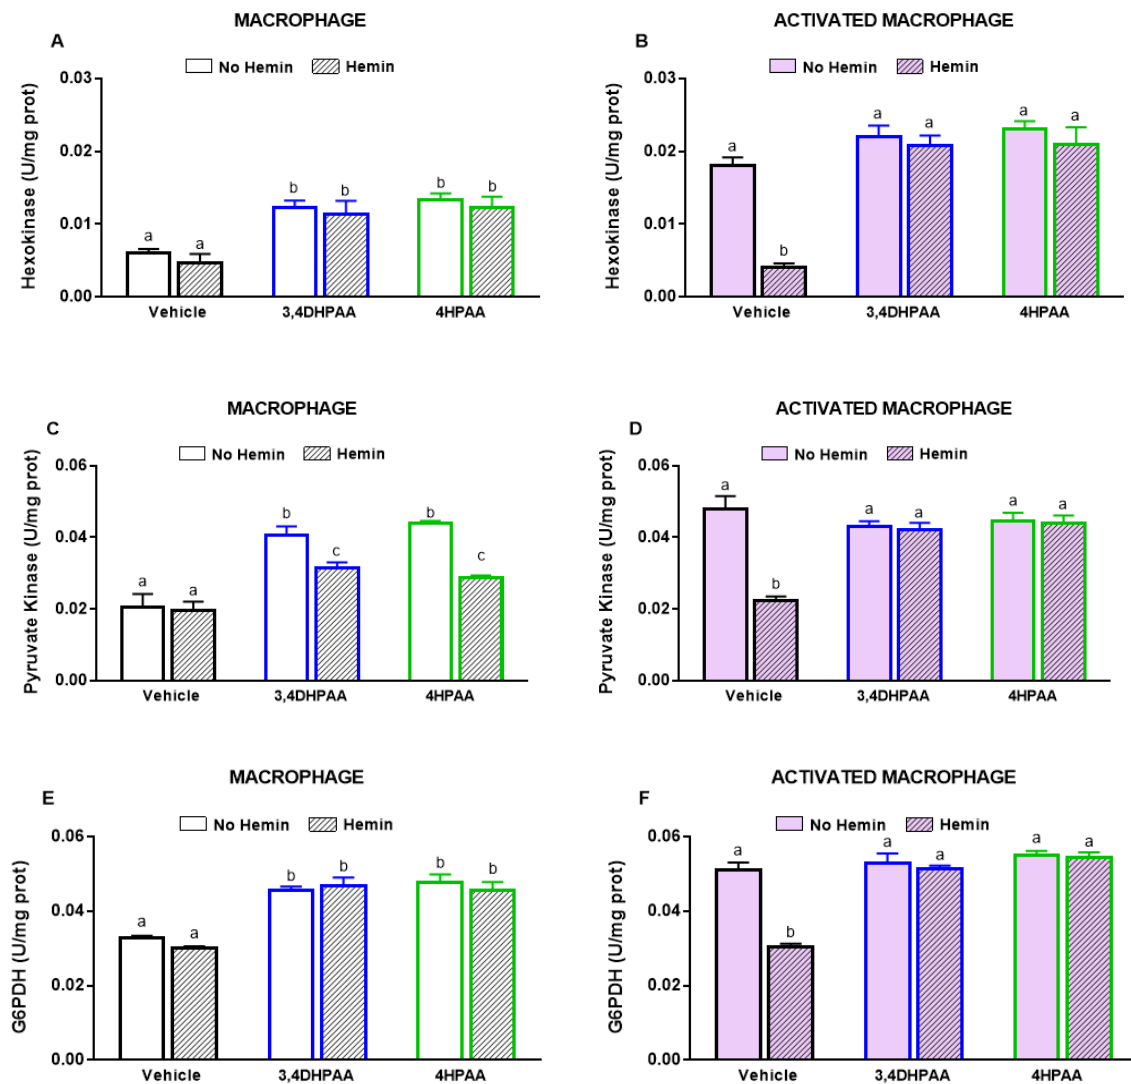 MACROPHAGE
A
No Hemin Hemin
Hexokinase (U/mg prot)
0.03
0.02
0.01
0.00
a a b b b b
Vehicle 3,4DHPAA 4HPAA
ACTIVATED MACROPHAGE
B
No Hemin Hemin
Hexokinase (U/mg prot)
0.03
0.02
0.01
0.00
a b a a a a
Vehicle 3,4DHPAA 4HPAA
MACROPHAGE
C
No Hemin Hemin
Pyruvate Kinase (U/mg prot)
0.06
0.04
0.02
0.00
a a b c b c
Vehicle 3,4DHPAA 4HPAA
ACTIVATED MACROPHAGE
D
No Hemin Hemin
Pyruvate Kinase (U/mg prot)
0.06
0.04
0.02
0.00
a b a a a a
Vehicle 3,4DHPAA 4HPAA
MACROPHAGE
E
No Hemin Hemin
G6PDH (U/mg prot)
0.06
0.04
0.02
0.00
a a b b b b
Vehicle 3,4DHPAA 4HPAA
ACTIVATED MACROPHAGE
F
No Hemin Hemin
G6PDH (U/mg prot)
0.06
0.04
0.02
0.00
a b a a a a
Vehicle 3,4DHPAA 4HPAA